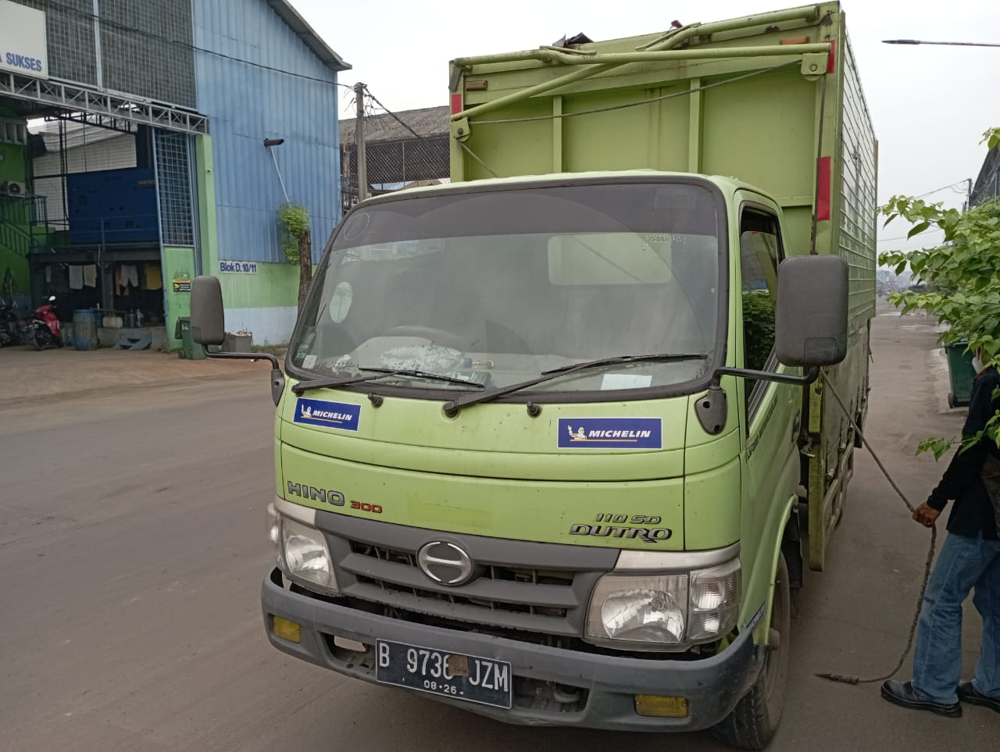 SUKSES
Blok D.10/11
MICHELIN
MICHELIN
HINO 300
110 SD
DUTRO
B 9736 JZM
08·26